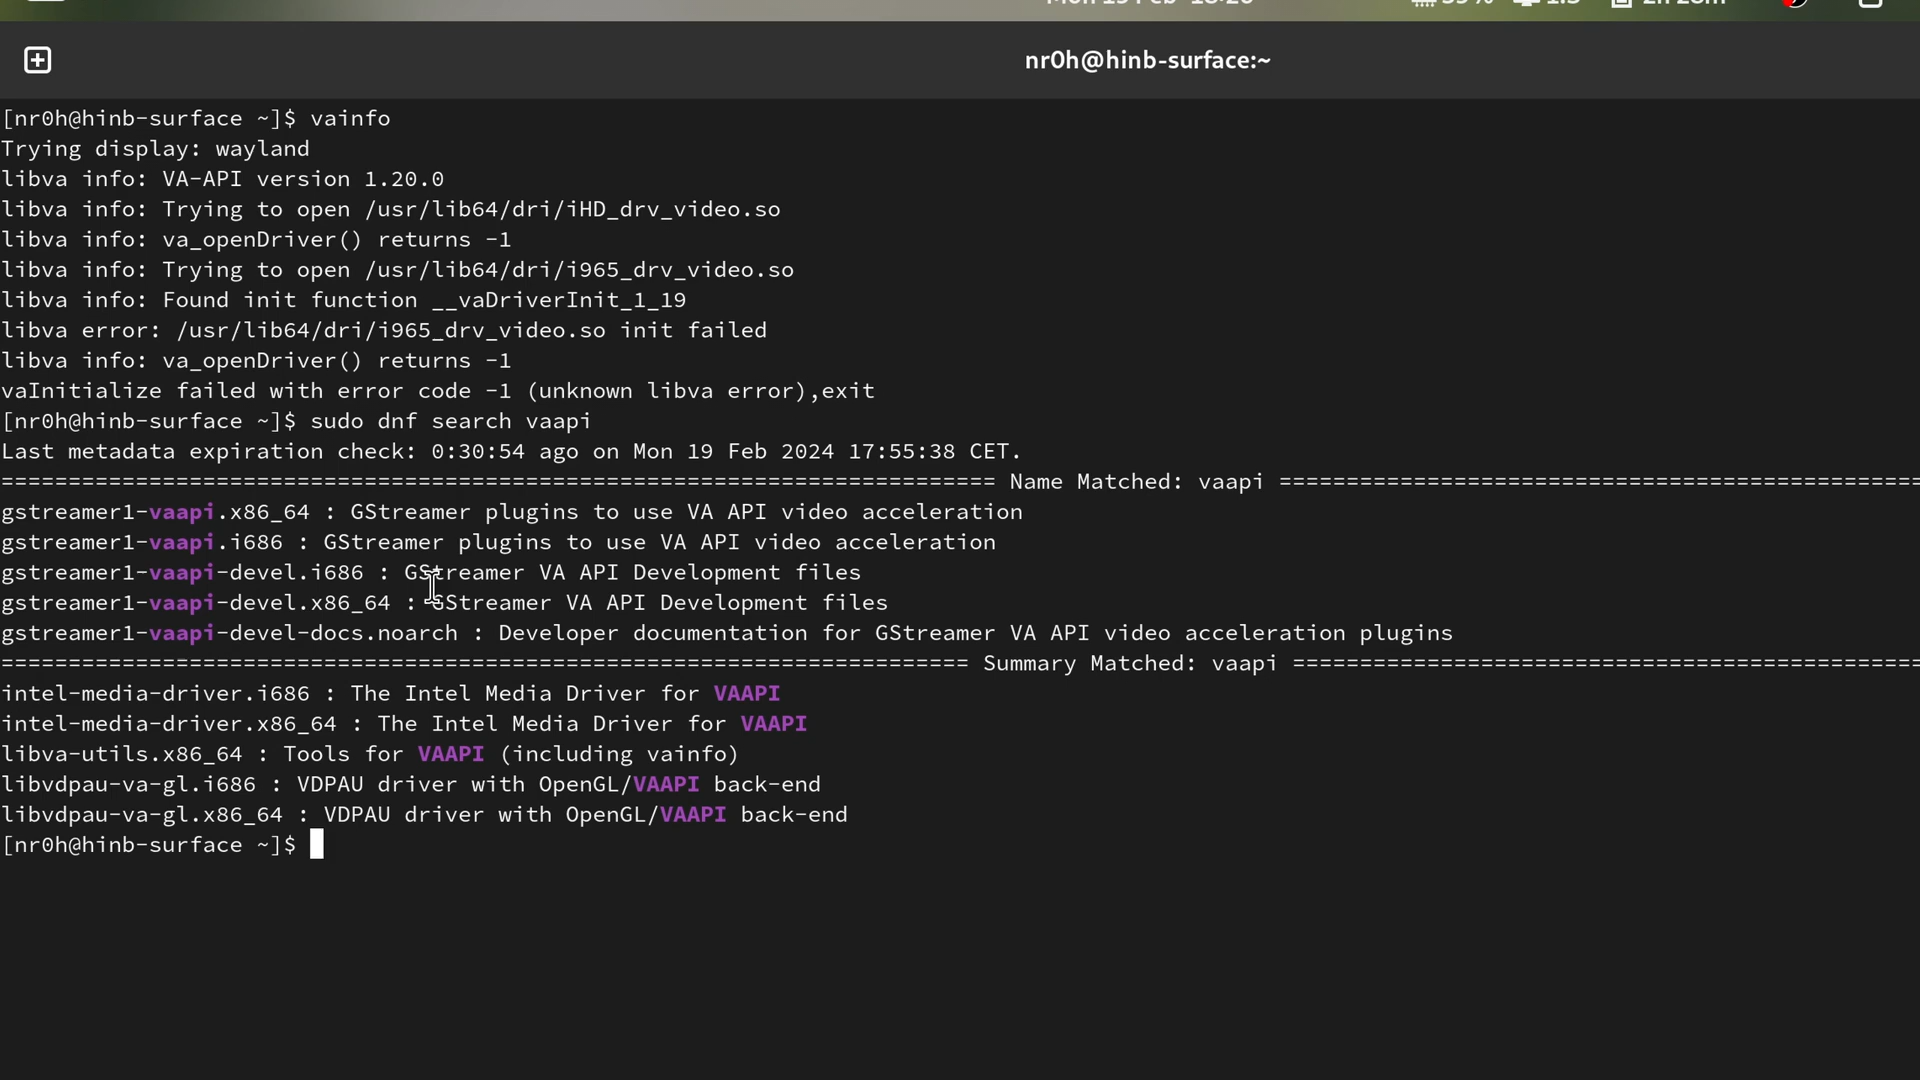 nr0h@hinb-surface:~
[nr0h@hinb-surface ~]$ vainfo
Trying display: wayland
libva info: VA-API version 1.20.0
libva info: Trying to open /usr/lib64/dri/iHD_drv_video.so
libva info: va_openDriver() returns -1
libva info: Trying to open /usr/lib64/dri/i965_drv_video.so
libva info: Found init function __vaDriverInit_1_19
libva error: /usr/lib64/dri/i965_drv_video.so init failed
libva info: va_openDriver() returns -1
vaInitialize failed with error code -1 (unknown libva error),exit
[nr0h@hinb-surface ~]$ sudo dnf search vaapi
Last metadata expiration check: 0:30:54 ago on Mon 19 Feb 2024 17:55:38 CET.
========================================================================== Name Matched: vaapi ================================================
gstreamer1-vaapi.x86_64 : GStreamer plugins to use VA API video acceleration
gstreamer1-vaapi.i686 : GStreamer plugins to use VA API video acceleration
gstreamer1-vaapi-devel.i686 : GStreamer VA API Development files
gstreamer1-vaapi-devel.x86_64 : GStreamer VA API Development files
gstreamer1-vaapi-devel-docs.noarch : Developer documentation for GStreamer VA API video acceleration plugins
======================================================================== Summary Matched: vaapi ===============================================
intel-media-driver.i686 : The Intel Media Driver for VAAPI
intel-media-driver.x86_64 : The Intel Media Driver for VAAPI
libva-utils.x86_64 : Tools for VAAPI (including vainfo)
libvdpau-va-gl.i686 : VDPAU driver with OpenGL/VAAPI back-end
libvdpau-va-gl.x86_64 : VDPAU driver with OpenGL/VAAPI back-end
[nr0h@hinb-surface ~]$